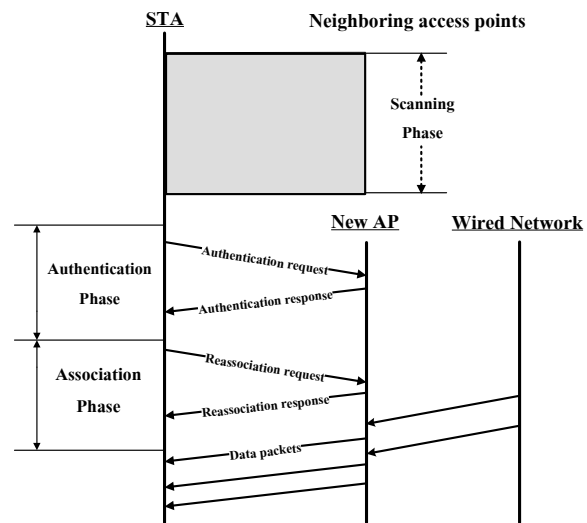 STA
Neighboring access points
Scanning
Phase
New AP
Wired Network
Authentication
Phase
Authentication request
Authentication response
Association
Phase
Reassociation request
Reassociation response
Data packets